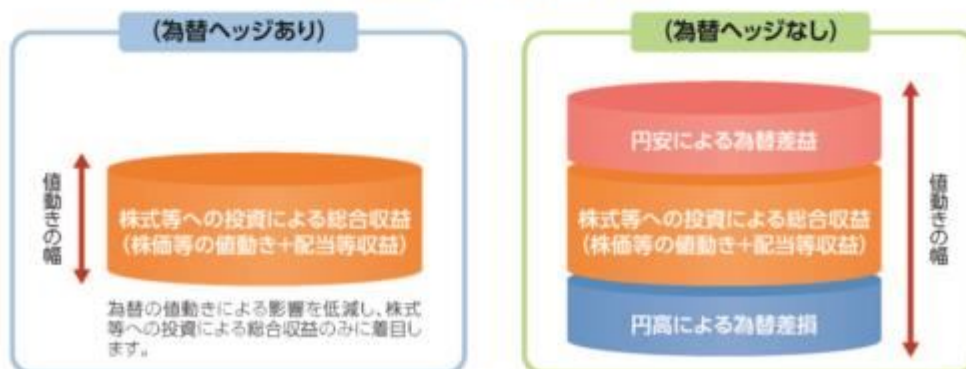 (為替ヘッジあり)
値動きの幅
株式等への投資による総合収益
(株価等の値動き+配当等収益)
為替の値動きによる影響を低減し、株式
等への投資による総合収益のみに着目し
ます。
(為替ヘッジなし)
円安による為替差益
株式等への投資による総合収益
(株価等の値動き+配当等収益)
円高による為替差損
値動きの幅